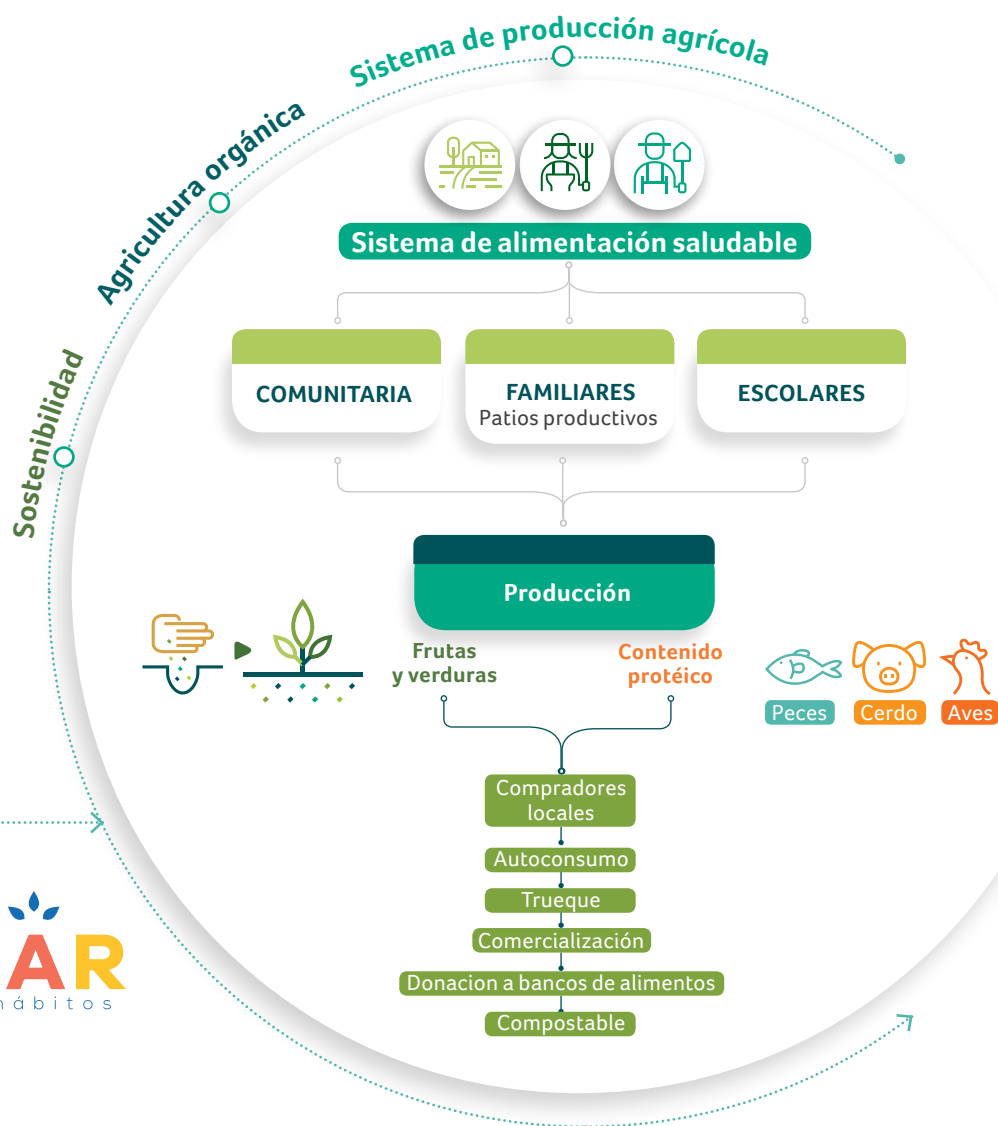 Sistema de producción agrícola
Agricultura orgánica
Sostenibilidad
Sistema de alimentación saludable
COMUNITARIA
FAMILIARES
Patios productivos
ESCOLARES
Producción
Frutas
y verduras
Contenido
protéico
Peces
Cerdo
Aves
Compradores
locales
Autoconsumo
Trueque
Comercialización
Donacion a bancos de alimentos
Compostable
AR
hábitos